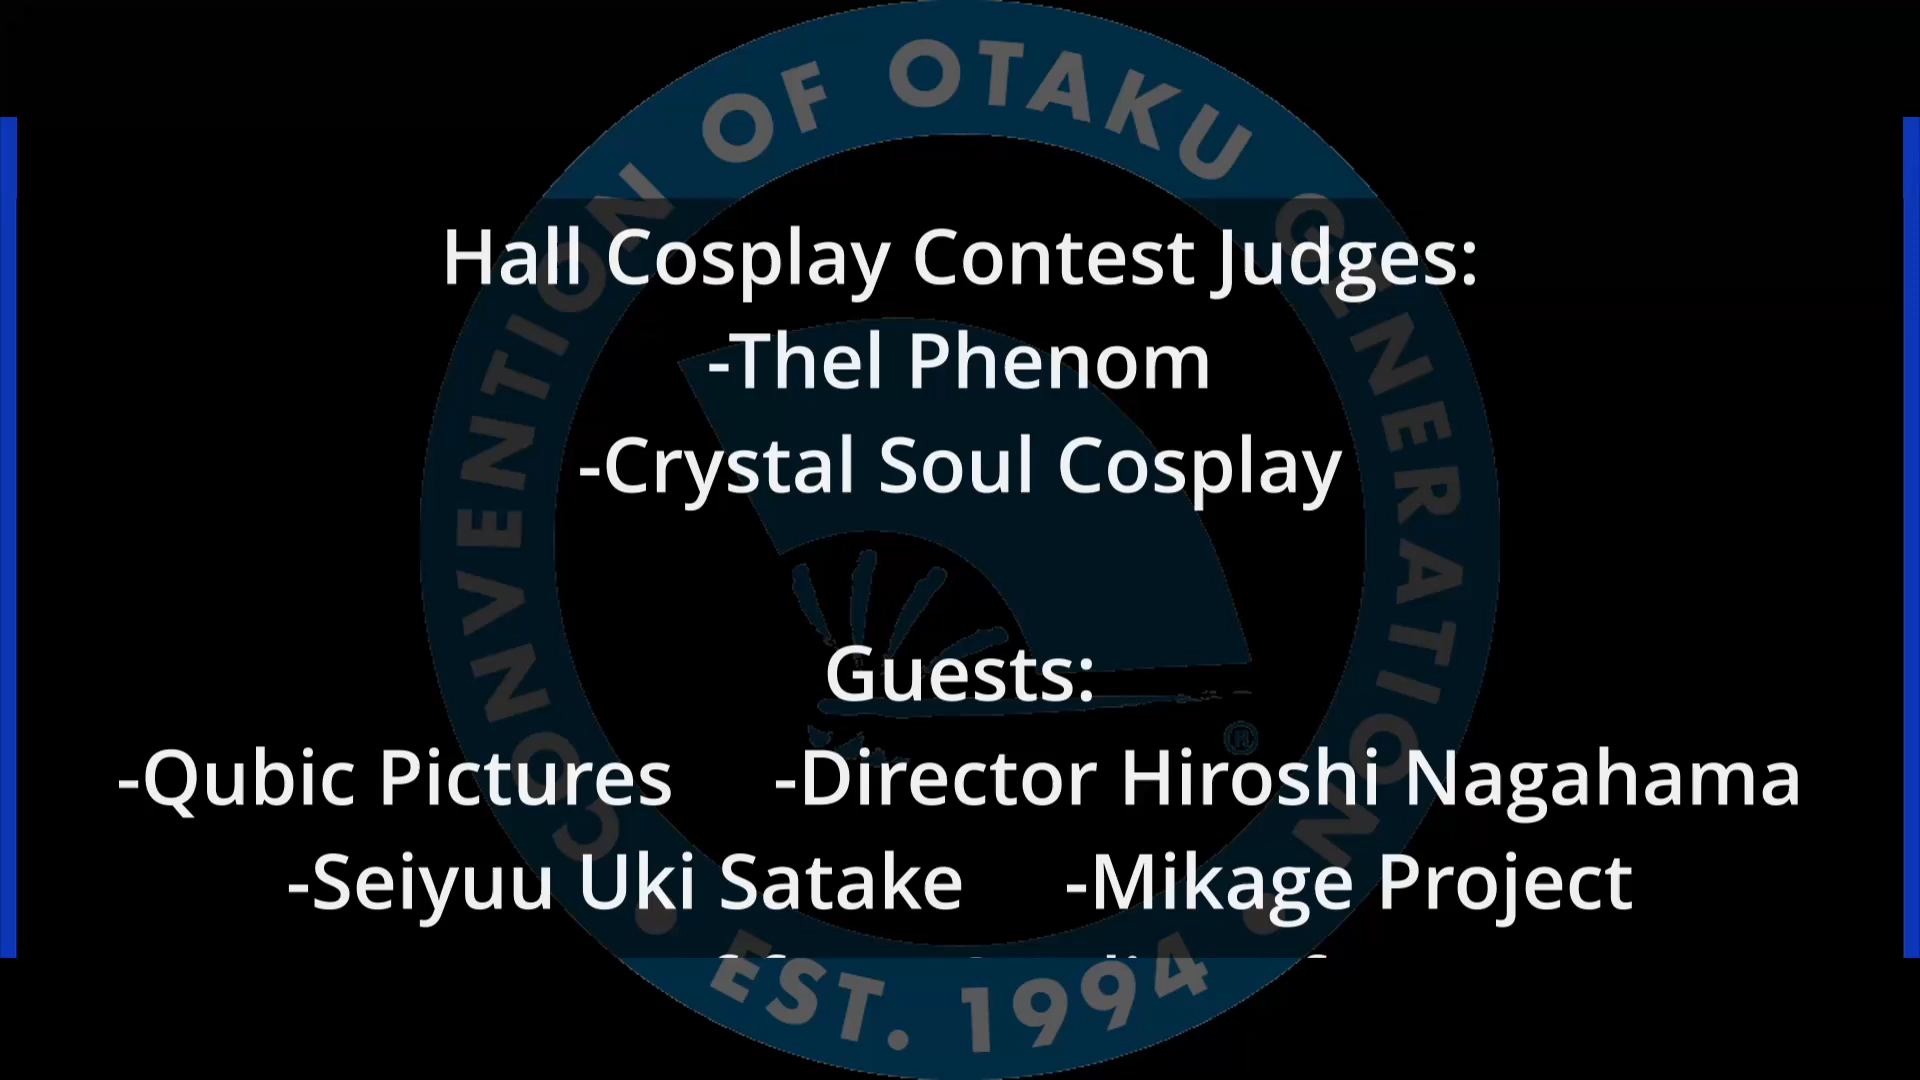 CONVENTION OF OTAKU GENERATION
Hall Cosplay Contest Judges:
-Thel Phenom
-Crystal Soul Cosplay
Guests:
-Qubic Pictures -Director Hiroshi Nagahama
-Seiyuu Uki Satake -Mikage Project
EST. 1994
®